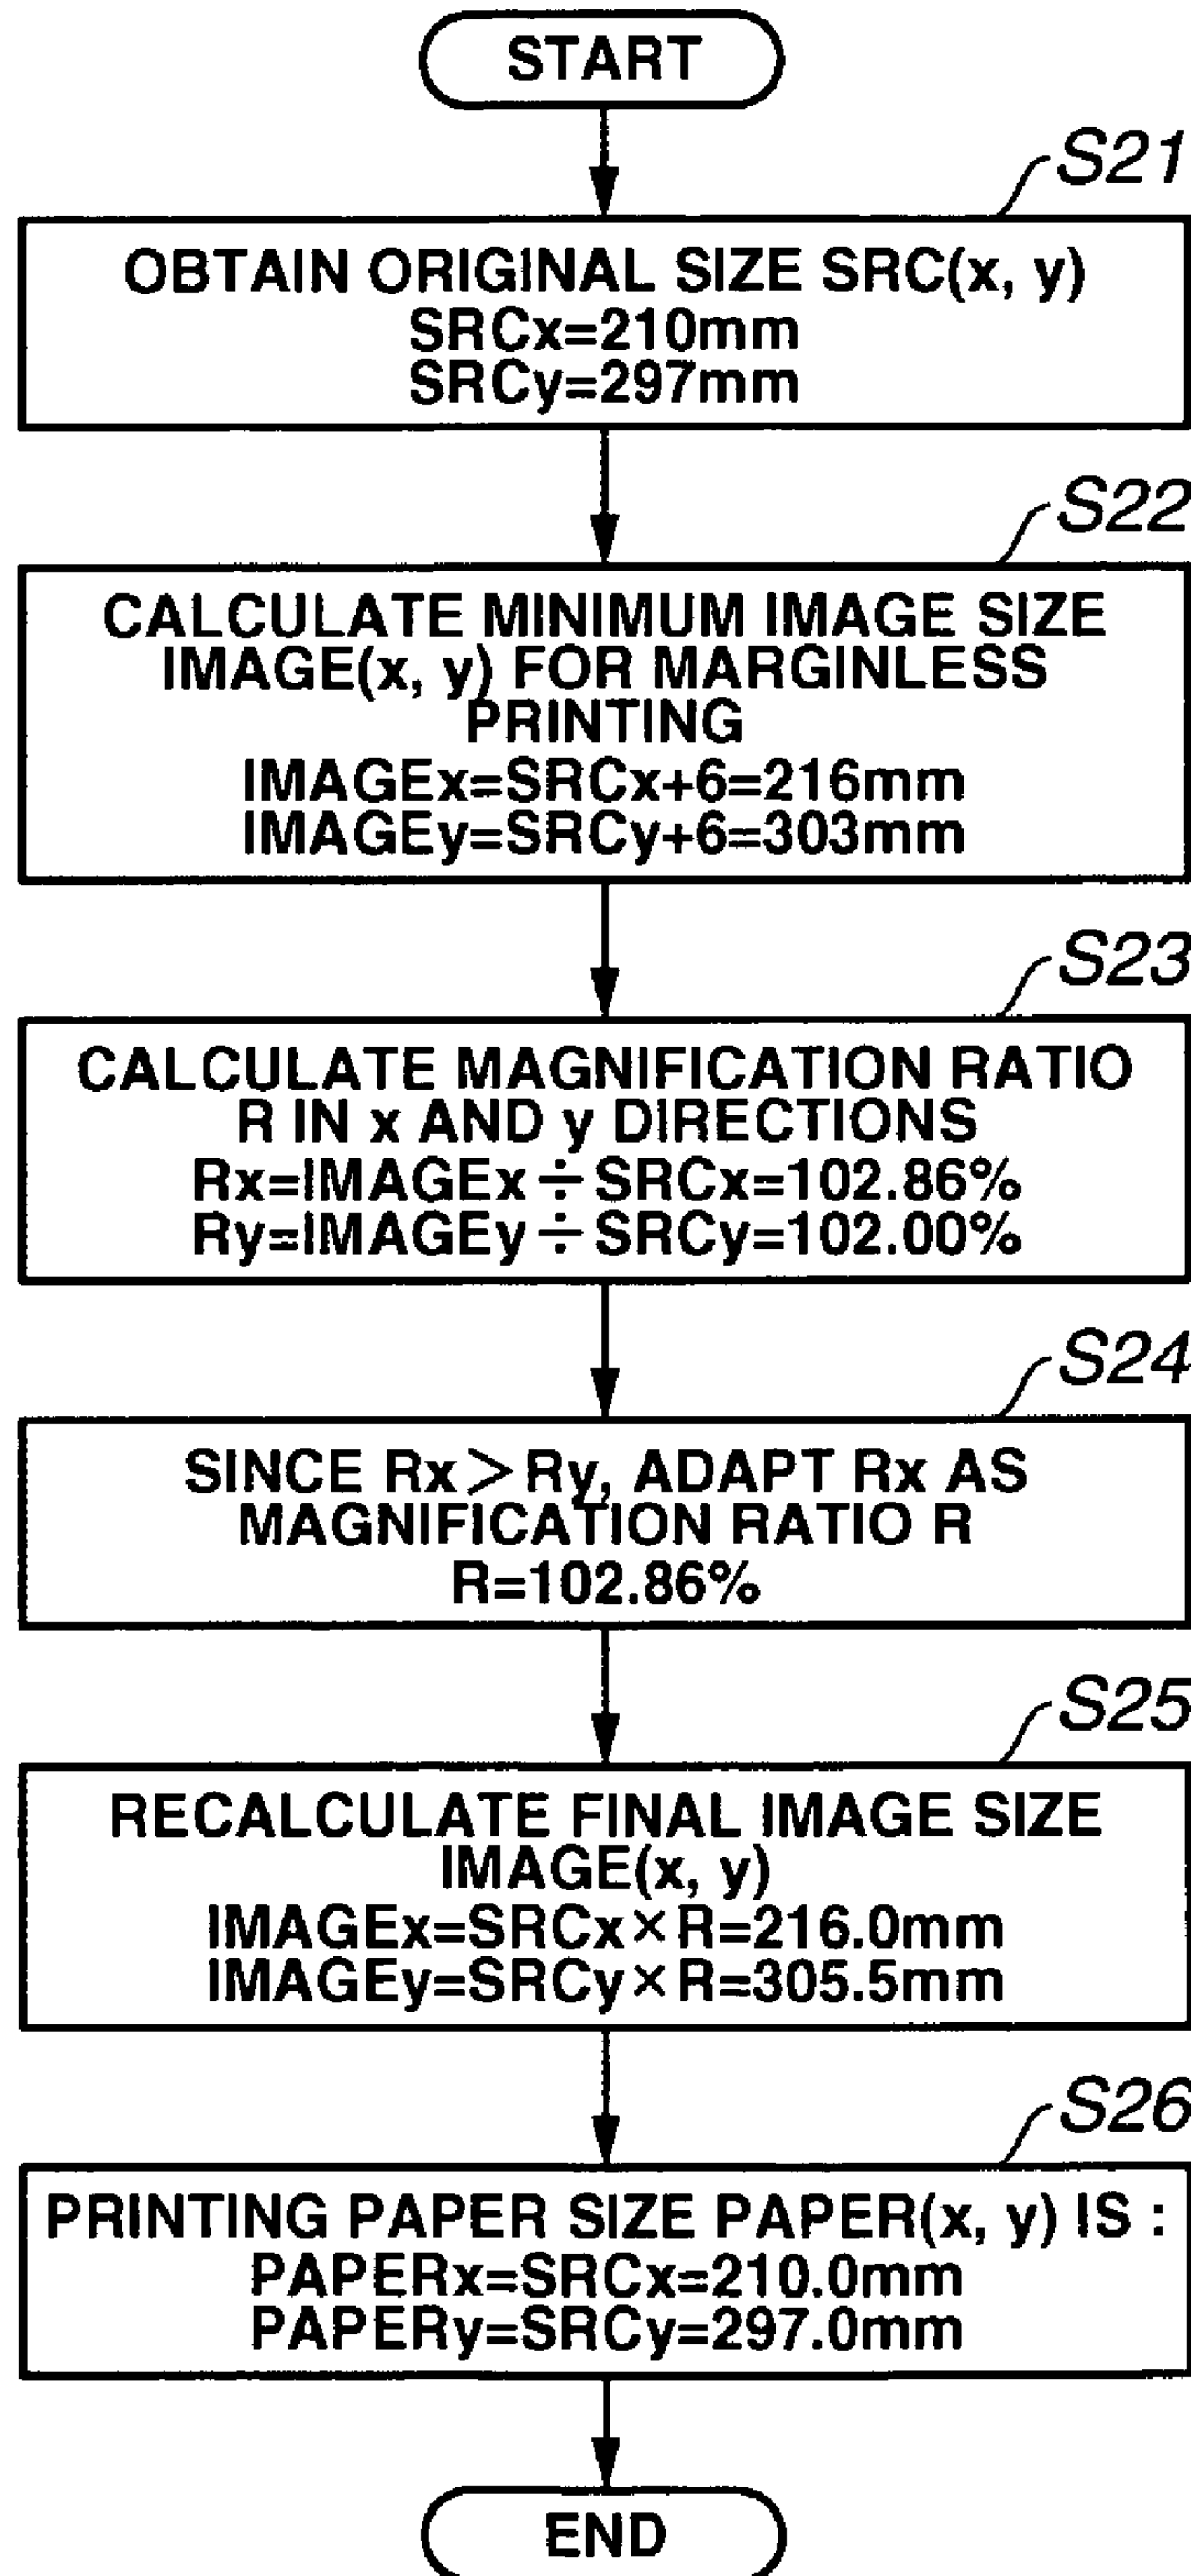 START
S21
OBTAIN ORIGINAL SIZE SRC(x, y)
SRCx=210mm
SRCy=297mm
S22
CALCULATE MINIMUM IMAGE SIZE
IMAGE(x, y) FOR MARGINLESS
PRINTING
IMAGEx=SRCx+6=216mm
IMAGEy=SRCy+6=303mm
S23
CALCULATE MAGNIFICATION RATIO
R IN x AND y DIRECTIONS
Rx=IMAGEx÷SRCx=102.86%
Ry=IMAGEy÷SRCy=102.00%
S24
SINCE Rx>Ry, ADAPT Rx AS
MAGNIFICATION RATIO R
R=102.86%
S25
RECALCULATE FINAL IMAGE SIZE
IMAGE(x, y)
IMAGEx=SRCx×R=216.0mm
IMAGEy=SRCy×R=305.5mm
S26
PRINTING PAPER SIZE PAPER(x, y) IS :
PAPERx=SRCx=210.0mm
PAPERy=SRCy=297.0mm
END